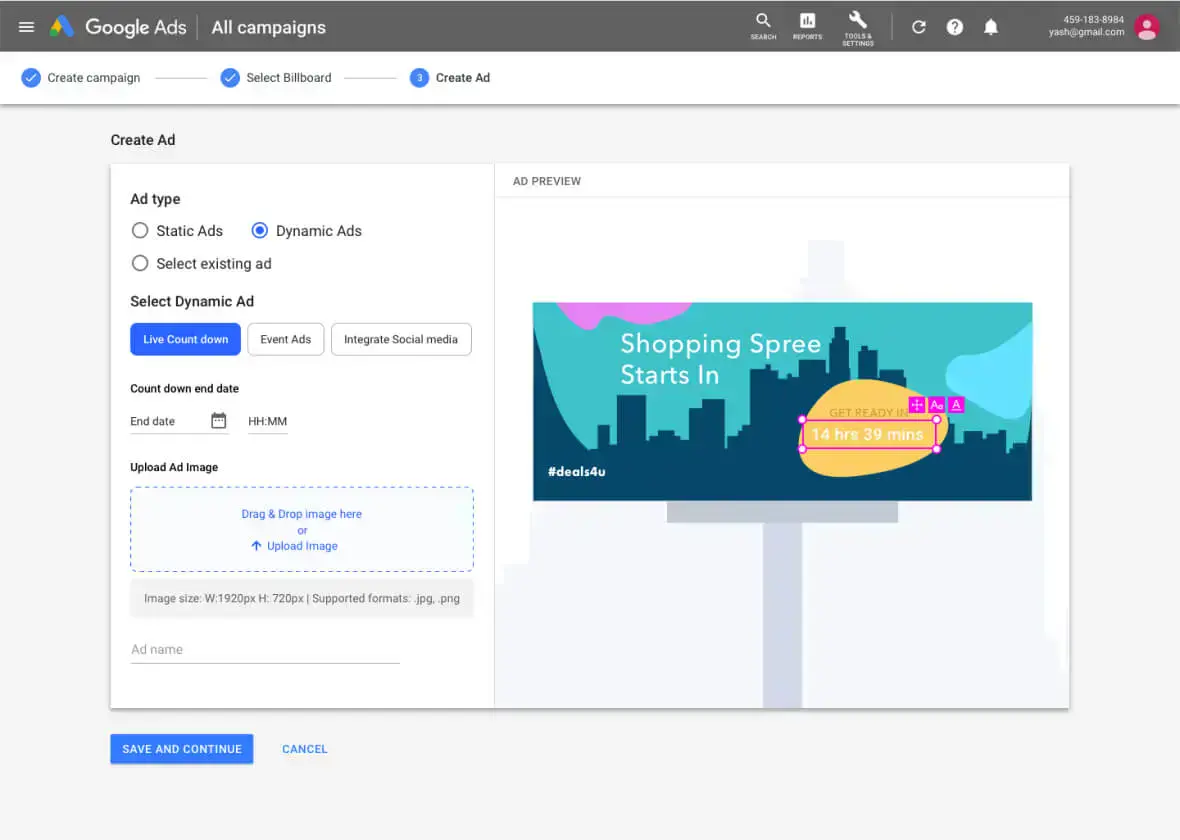 Google Ads
All campaigns
SEARCH
REPORTS
TOOLS &
SETTINGS
459-183-8984
yash@gmail.com
Create campaign
Select Billboard
3
Create Ad
Create Ad
Ad type
Static Ads
Dynamic Ads
Select existing ad
Select Dynamic Ad
Live Count down
Event Ads
Integrate Social media
Count down end date
End date
HH:MM
Upload Ad Image
Drag & Drop image here
or
Upload Image
Image size: W:1920px H: 720px | Supported formats: .jpg, .png
Ad name
AD PREVIEW
Shopping Spree
Starts In
GET READY IN
14 hrs 39 mins
#deals4u
SAVE AND CONTINUE
CANCEL